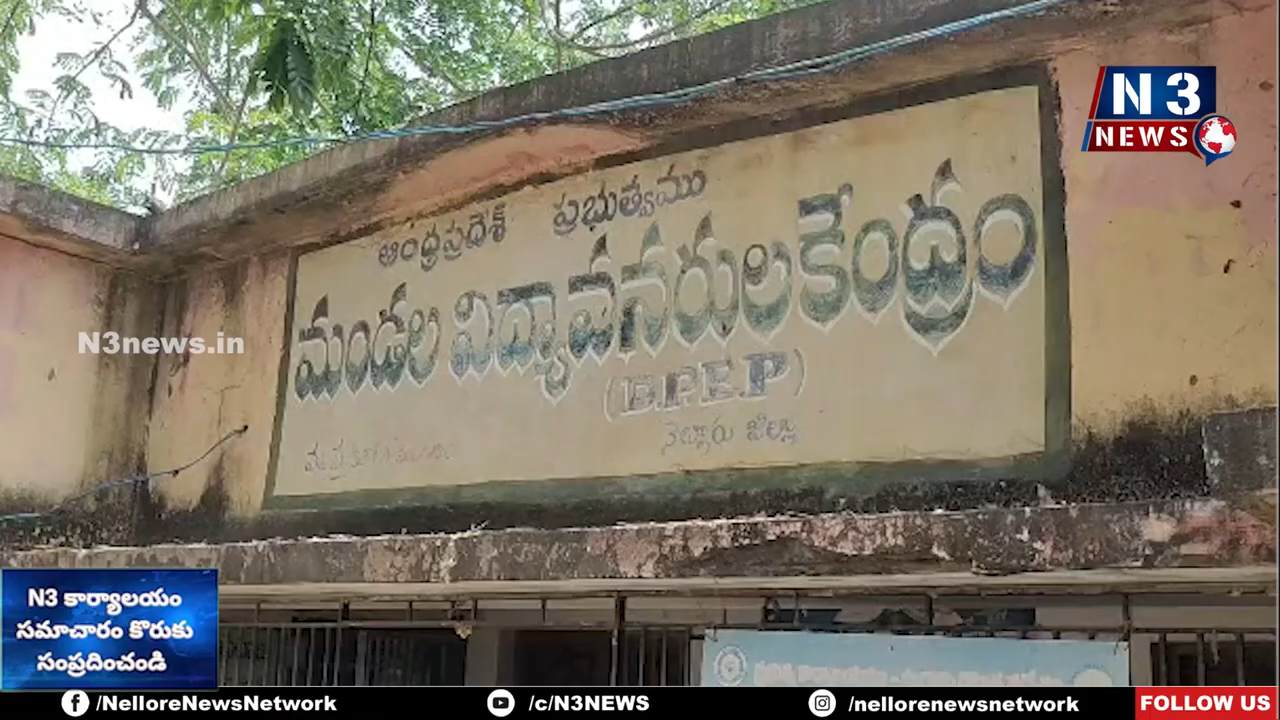 N3
NEWS
ఆంధ్రప్రదేశ్ ప్రభుత్వము
మండల విద్యావనరుల కేంద్రం
(D.P.E.P)
నెల్లూరు జిల్లా
N3news.in
N3 కార్యాలయం
సమాచారం కొరకు
సంప్రదించండి
/NelloreNewsNetwork
/c/N3NEWS
/nellorenewsnetwork
FOLLOW US